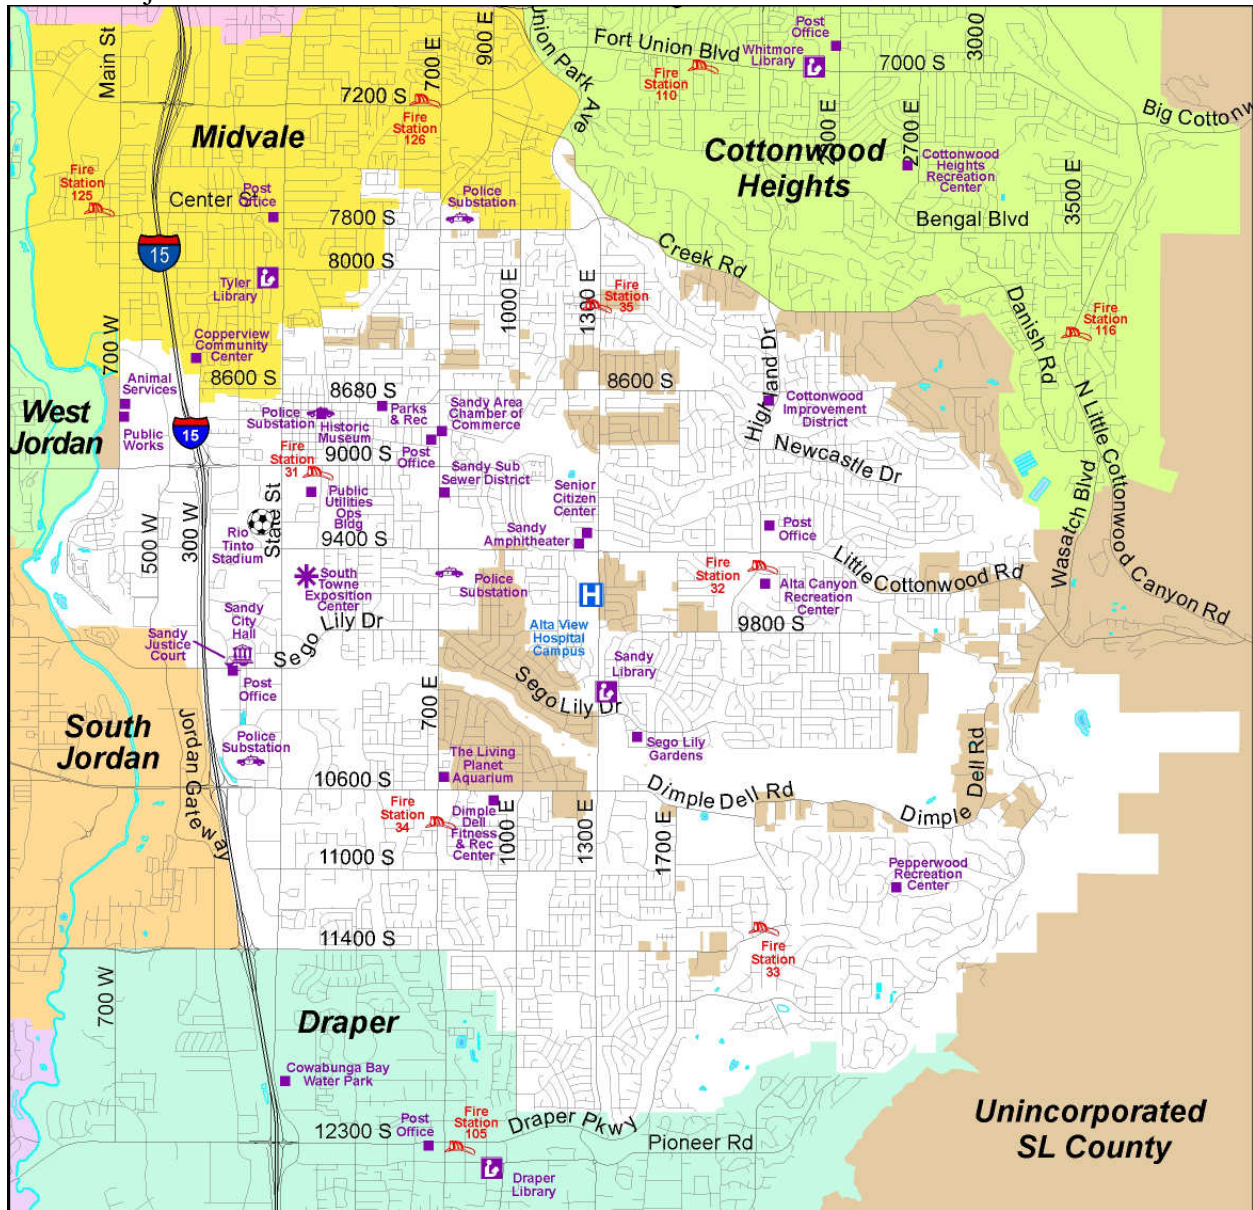 Main St
Union Park Ave
900 E
700 E
Fort Union Blvd
Post
Office
Whitmore
Library
3000
7000 S
Fire
Station
110
7200 S
Fire
Station
126
Big Cottonw
Midvale
Cottonwood
Heights
2700 E
Cottonwood
Heights
Recreation
Center
3500 E
Fire
Station
125
Center St
Post
Office
Police
Substation
7800 S
Bengal Blvd
Creek Rd
15
8000 S
Tyler
Library
1000 E
1300 E
Fire
Station
35
Danish Rd
Fire
Station
116
700 W
Copperview
Community
Center
8600 S
Highland Dr
8600 S
N Little Cottonwood Canyon Rd
Animal
Services
8680 S
Parks
& Rec
Sandy Area
Chamber of
Commerce
Cottonwood
Improvement
District
West
Jordan
Public
Works
15
Police
Substation
Historic
Museum
9000 S
Post
Office
Newcastle Dr
Fire
Station
31
Sandy Sub
Sewer District
Wasatch Blvd
Senior
Citizen
Center
Public
Utilities
Ops
Bldg
500 W
300 W
State St
Rio
Tinto
Stadium
9400 S
Sandy
Amphitheater
Post
Office
Little Cottonwood Rd
South
Towne
Exposition
Center
Police
Substation
Fire
Station
32
Alta Canyon
Recreation
Center
H
Sandy
City
Hall
Sego Lily Dr
Alta View
Hospital
Campus
9800 S
Sandy
Justice
Court
Post
Office
Sandy
Library
Sego Lily Dr
700 E
South
Jordan
Jordan Gateway
Police
Substation
The Living
Planet
Aquarium
Sego Lily
Gardens
10600 S
Dimple Dell Rd
Dimple Dell Rd
Fire
Station
34
Dimple
Dell
Fitness
& Rec
Center
1000 E
1300 E
1700 E
11000 S
Pepperwood
Recreation
Center
11400 S
Fire
Station
33
700 W
Draper
Cowabunga Bay
Water Park
12300 S
Post
Office
Fire
Station
105
Draper Pkwy
Pioneer Rd
Draper
Library
Unincorporated
SL County